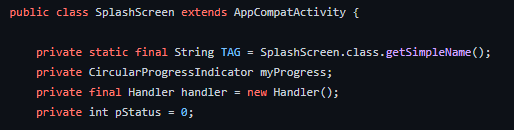 public class SplashScreen extends AppCompatActivity {
private static final String TAG = SplashScreen.class.getSimpleName();
private CircularProgressIndicator myProgress;
private final Handler handler = new Handler();
private int pStatus = 0;